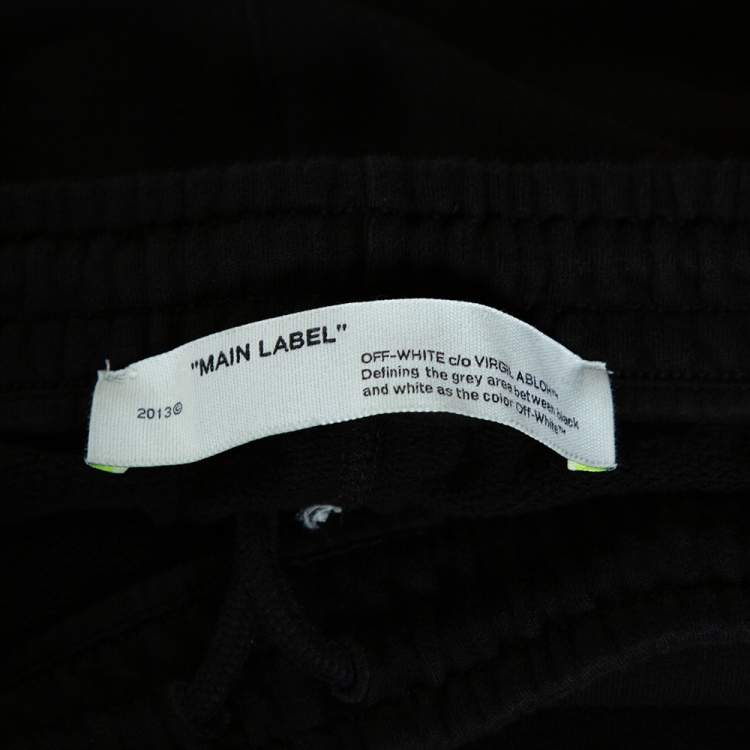 "MAIN LABEL"
2013©
OFF-WHITE c/o VIRGIL ABLOH™
Defining the grey area between black
and white as the color Off-White™